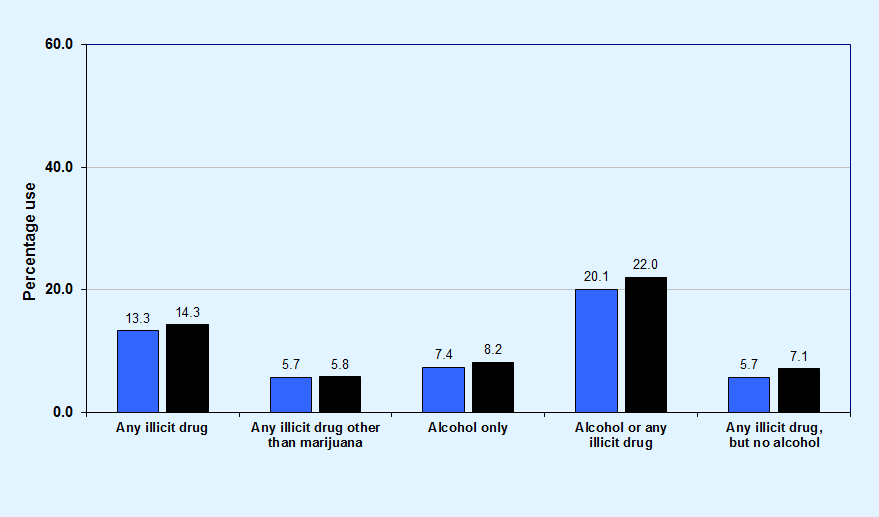 60.0
40.0
20.0
0.0
Percentage use
13.3
14.3
5.7
5.8
7.4
8.2
20.1
22.0
5.7
7.1
Any illicit drug
Any illicit drug other
than marijuana
Alcohol only
Alcohol or any
illicit drug
Any illicit drug,
but no alcohol